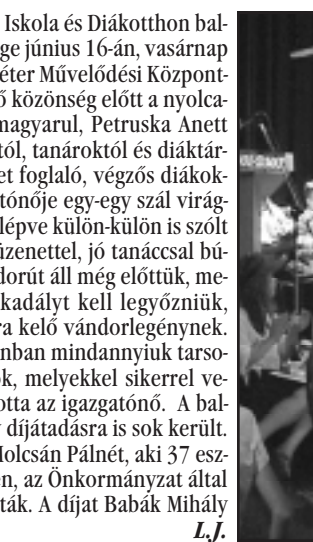 Iskola és Diákotthon bal-
ge június 16-án, vasárnap
éter Művelődési Központ-
ő közönség előtt a nyolca-
magyarul, Petruska Anett
tól, tanároktól és diáktár-
et foglaló, végzős diákok-
tónője egy-egy szál virág-
lépve külön-külön is szólt
üzenettel, jó tanáccsal bú-
dorút áll még előttük, me-
kadályt kell legyőzniük,
ra kelő vándorlegénynek.
nban mindannyiuk tarso-
ok, melyekkel sikerrel ve-
otta az igazgatónő. A bal-
díjátadásra is sok került.
Holcsán Pálnét, aki 37 esz-
en, az Önkormányzat által
ták. A díjat Babák Mihály
L.J.